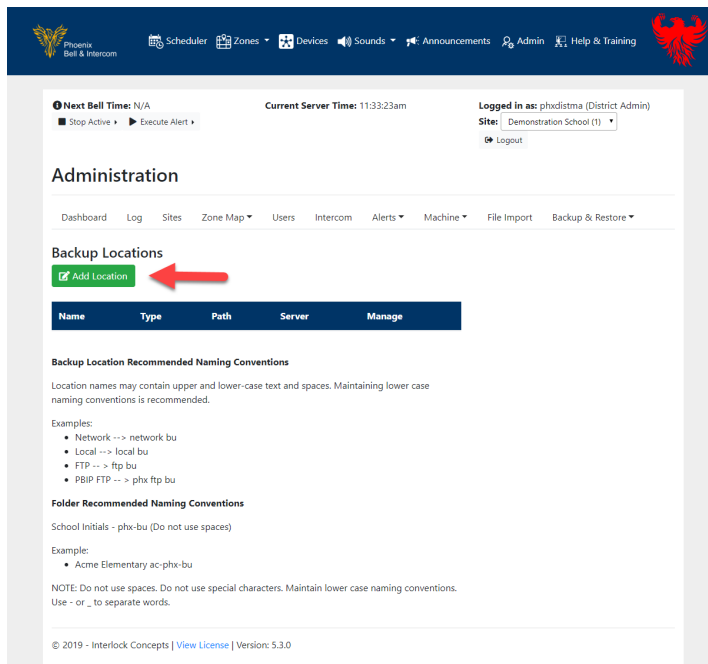 Phoenix
Bell & Intercom
Scheduler Zones Devices Sounds Announcements Admin Help & Training
Next Bell Time: N/A Current Server Time: 11:33:23am Logged in as: phxdistma (District Admin)
Stop Active Execute Alert Site: Demonstration School (1)
Logout
Administration
Dashboard Log Sites Zone Map Users Intercom Alerts Machine File Import Backup & Restore
Backup Locations
Add Location
Name Type Path Server Manage
Backup Location Recommended Naming Conventions
Location names may contain upper and lower-case text and spaces. Maintaining lower case
naming conventions is recommended.
Examples:
• Network --> network bu
• Local --> local bu
• FTP -- > ftp bu
• PBIP FTP -- > phx ftp bu
Folder Recommended Naming Conventions
School Initials - phx-bu (Do not use spaces)
Example:
• Acme Elementary ac-phx-bu
NOTE: Do not use spaces. Do not use special characters. Maintain lower case naming conventions.
Use - or _ to separate words.
© 2019 - Interlock Concepts | View License | Version: 5.3.0